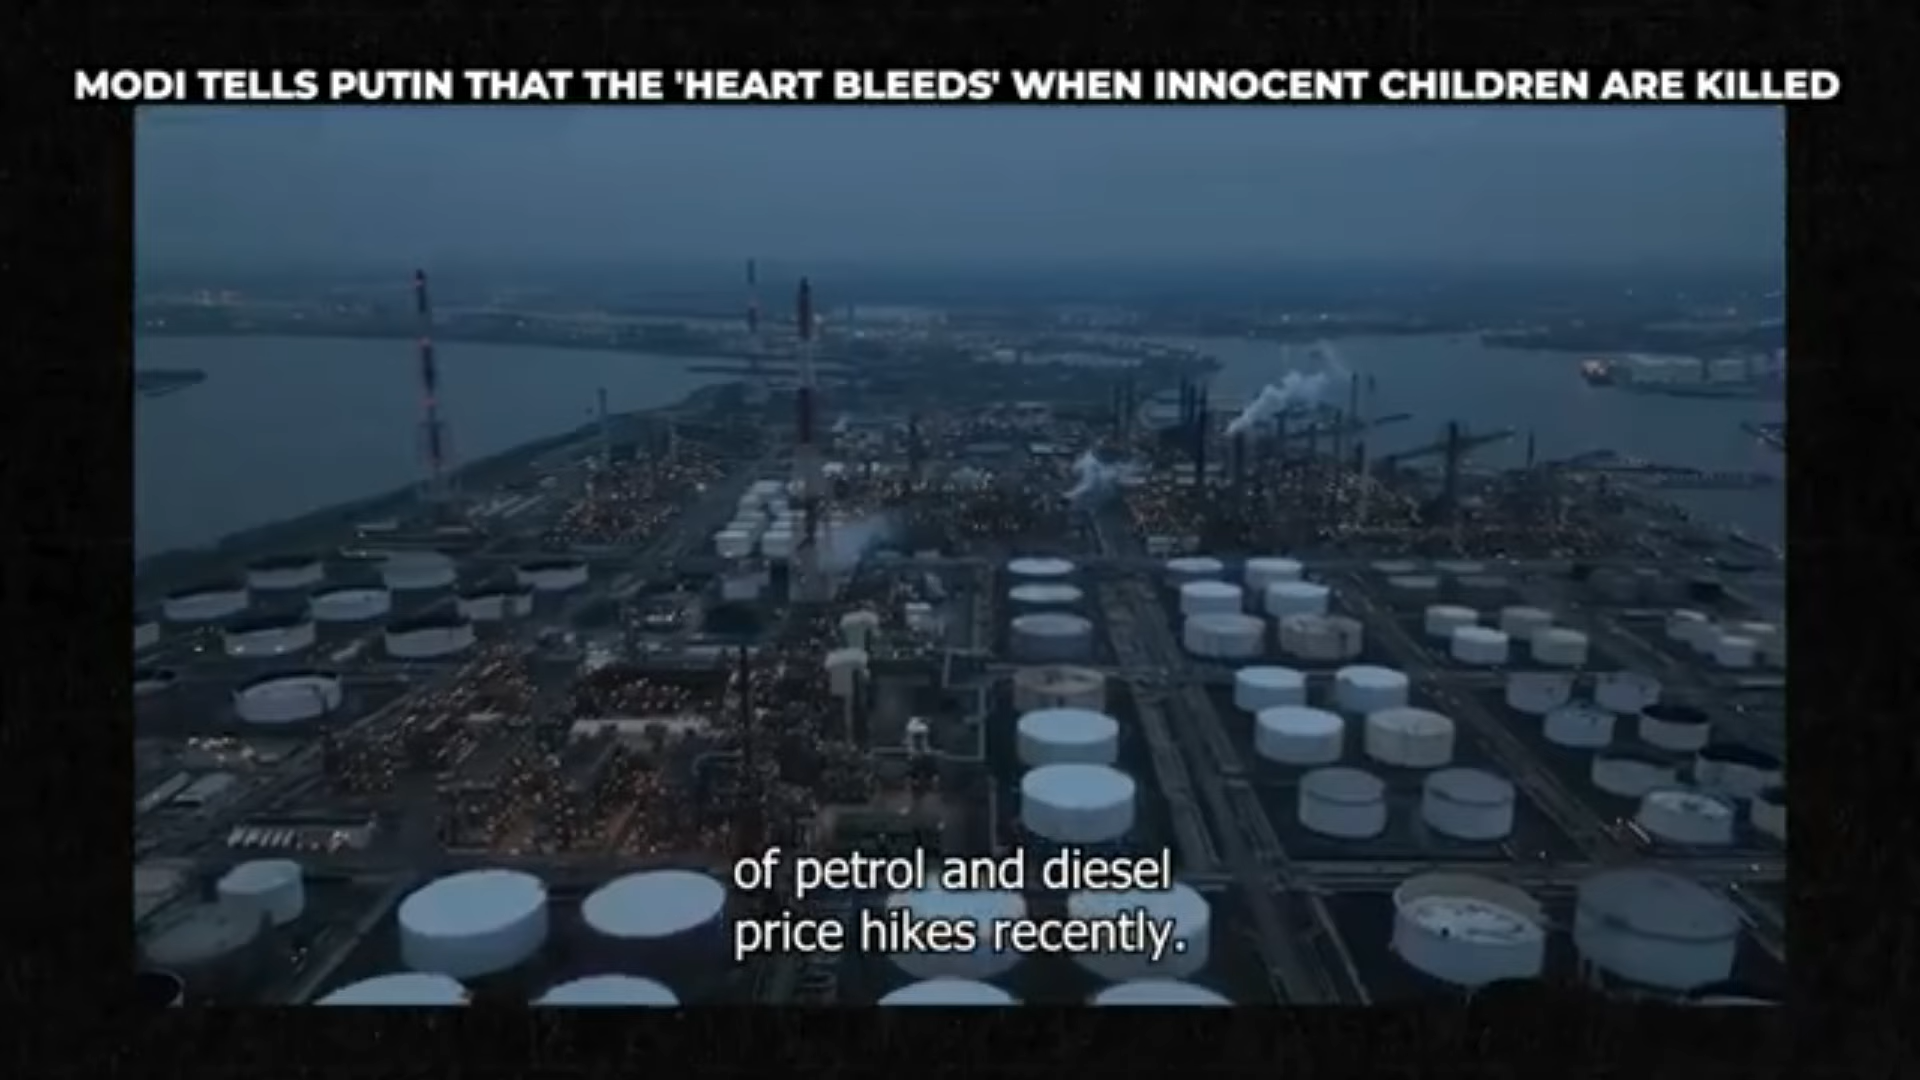 MODI TELLS PUTIN THAT THE 'HEART BLEEDS' WHEN INNOCENT CHILDREN ARE KILLED
of petrol and diesel
price hikes recently.